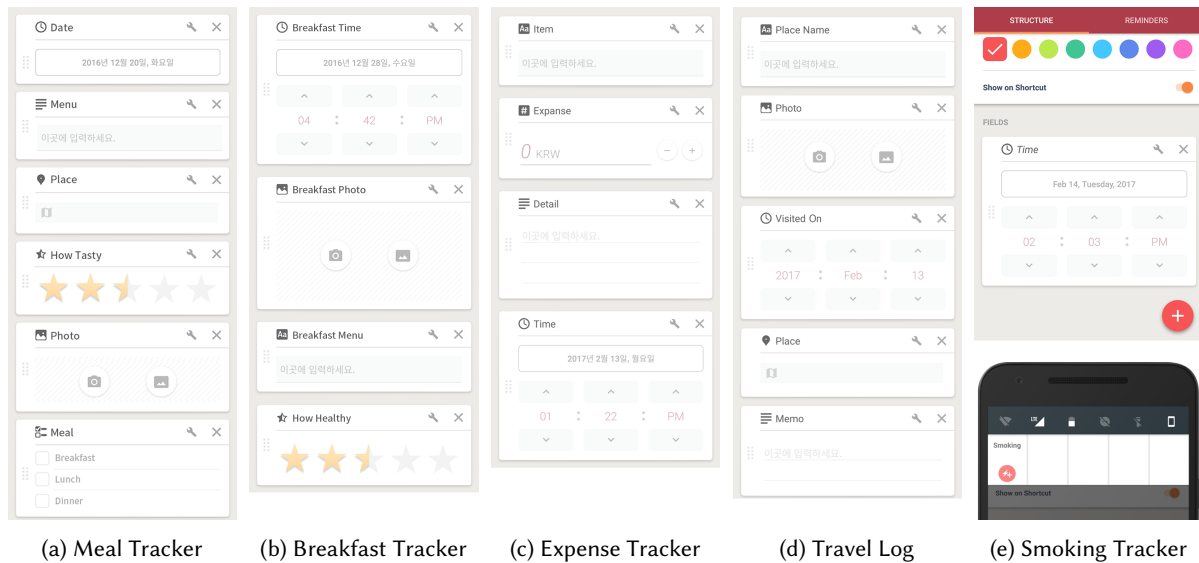 Date
2016년 12월 20일, 화요일
Menu
이곳에 입력하세요.
Place
How Tasty
Photo
Meal
Breakfast
Lunch
Dinner
(a) Meal Tracker
Breakfast Time
2016년 12월 28일, 수요일
04 : 42 : PM
Breakfast Photo
Aa Breakfast Menu
이곳에 입력하세요.
How Healthy
(b) Breakfast Tracker
Aa Item
이곳에 입력하세요.
# Expanse
0 KRW
Detail
이곳에 입력하세요.
Time
2017년 2월 13일, 월요일
01 : 22 : PM
(c) Expense Tracker
Aa Place Name
이곳에 입력하세요.
Photo
Visited On
2017 : Feb : 13
Place
Memo
이곳에 입력하세요.
(d) Travel Log
STRUCTURE REMINDERS
Show on Shortcut
FIELDS
Time
Feb 14, Tuesday, 2017
02 : 03 : PM
LTE
Smoking
Show on Shortcut
(e) Smoking Tracker